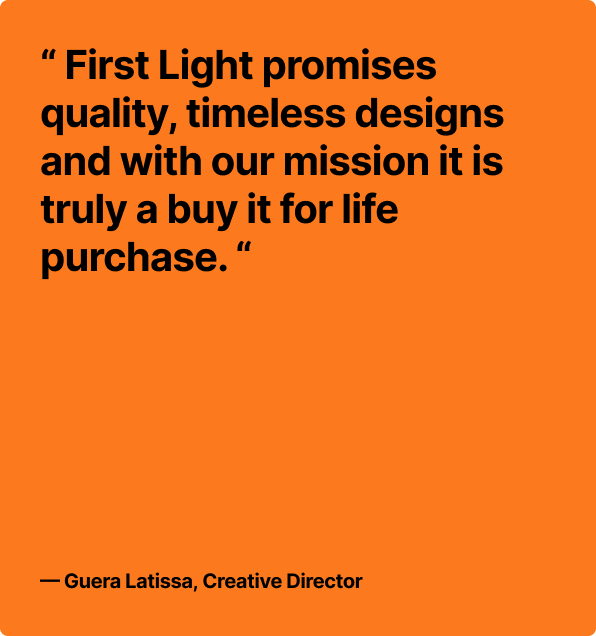 “ First Light promises
quality, timeless designs
and with our mission it is
truly a buy it for life
purchase. “
— Guera Latissa, Creative Director